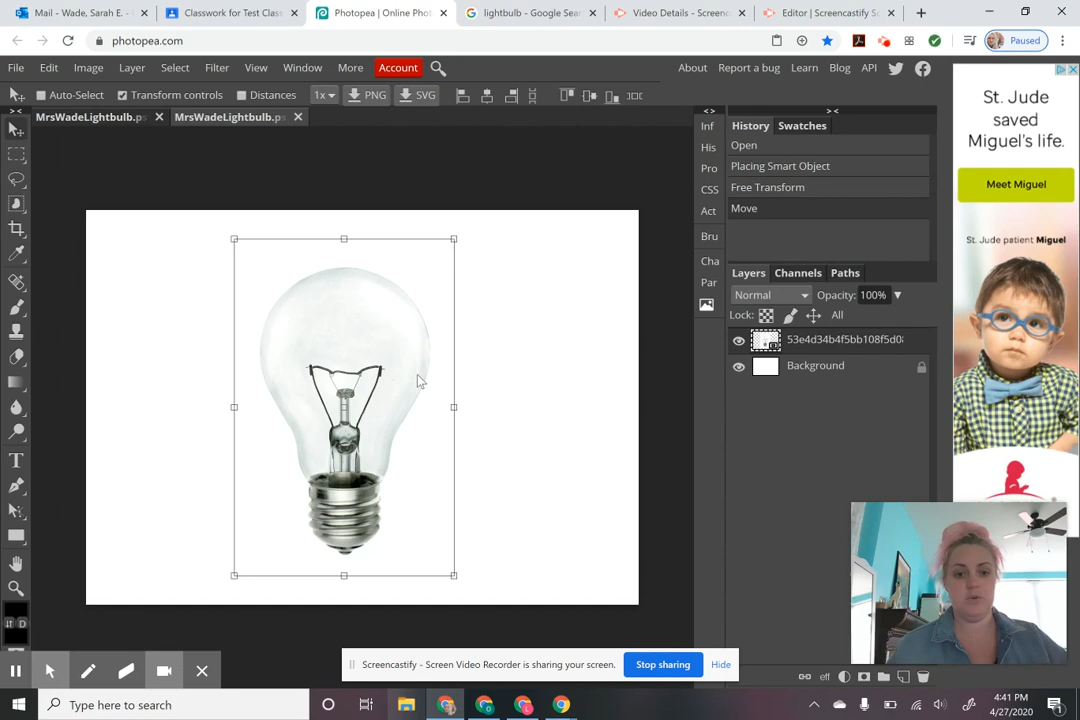 Mail - Wade, Sarah E. -
Classwork for Test Class
Photopea | Online Phot
lightbulb - Google Sear
Video Details - Screenc
Editor | Screencastify Sc
photopea.com
Paused
File Edit Image Layer Select Filter View Window More Account
About Report a bug Learn Blog API
Auto-Select Transform controls Distances 1x PNG SVG
MrsWadeLightbulb.ps MrsWadeLightbulb.ps
> < < > > <
Inf
His
Pro
CSS
Act
Bru
Cha
Par
History Swatches
Open
Placing Smart Object
Free Transform
Move
Layers Channels Paths
Normal Opacity: 100%
Lock: All
53e4d34b4f5bb108f5d0
Background
eff
D
St. Jude
saved
Miguel's life.
Meet Miguel
St. Jude patient Miguel
Screencastify - Screen Video Recorder is sharing your screen. Stop sharing Hide
Type here to search
4:41 PM
4/27/2020
1